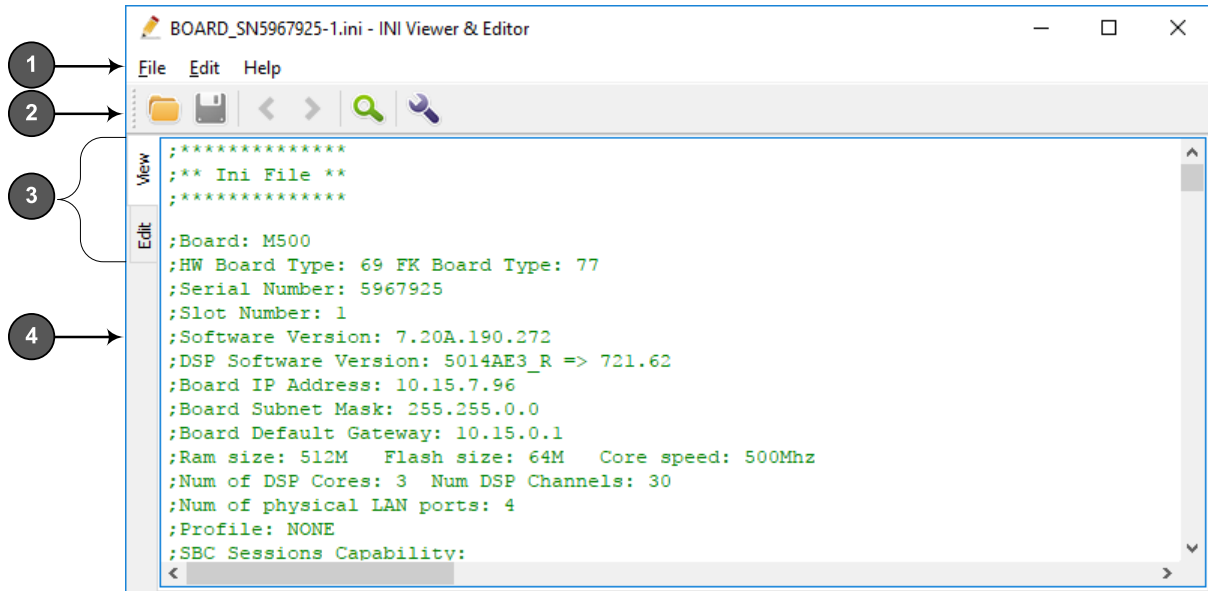 BOARD_SN5967925-1.ini - INI Viewer & Editor
1
File Edit Help
2
3
View
Edit
;**************
;** Ini File **
;**************
;Board: M500
;HW Board Type: 69 FK Board Type: 77
;Serial Number: 5967925
;Slot Number: 1
4
;Software Version: 7.20A.190.272
;DSP Software Version: 5014AE3_R => 721.62
;Board IP Address: 10.15.7.96
;Board Subnet Mask: 255.255.0.0
;Board Default Gateway: 10.15.0.1
;Ram size: 512M   Flash size: 64M   Core speed: 500Mhz
;Num of DSP Cores: 3  Num DSP Channels: 30
;Num of physical LAN ports: 4
;Profile: NONE
;SBC Sessions Capability: